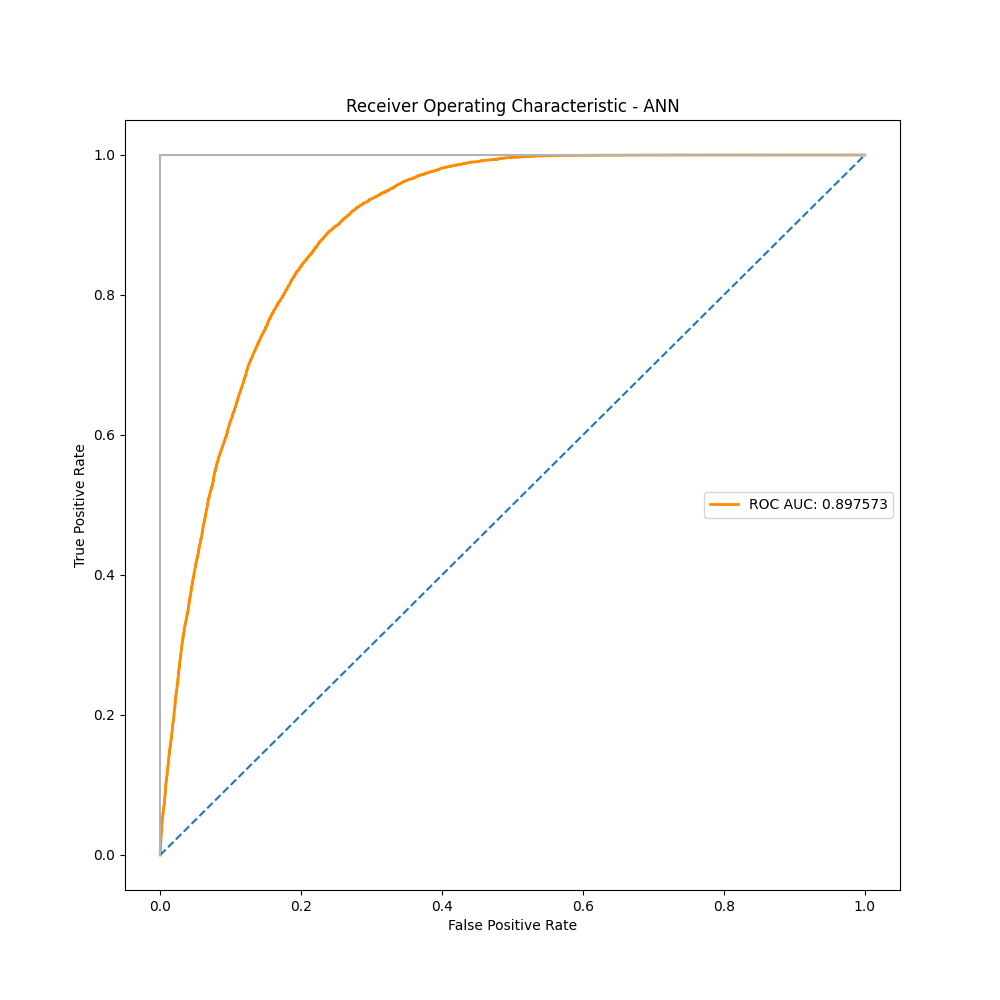 Receiver Operating Characteristic - ANN
1.0
0.8
0.6
0.4
0.2
0.0
True Positive Rate
ROC AUC: 0.897573
0.0 0.2 0.4 0.6 0.8 1.0
False Positive Rate